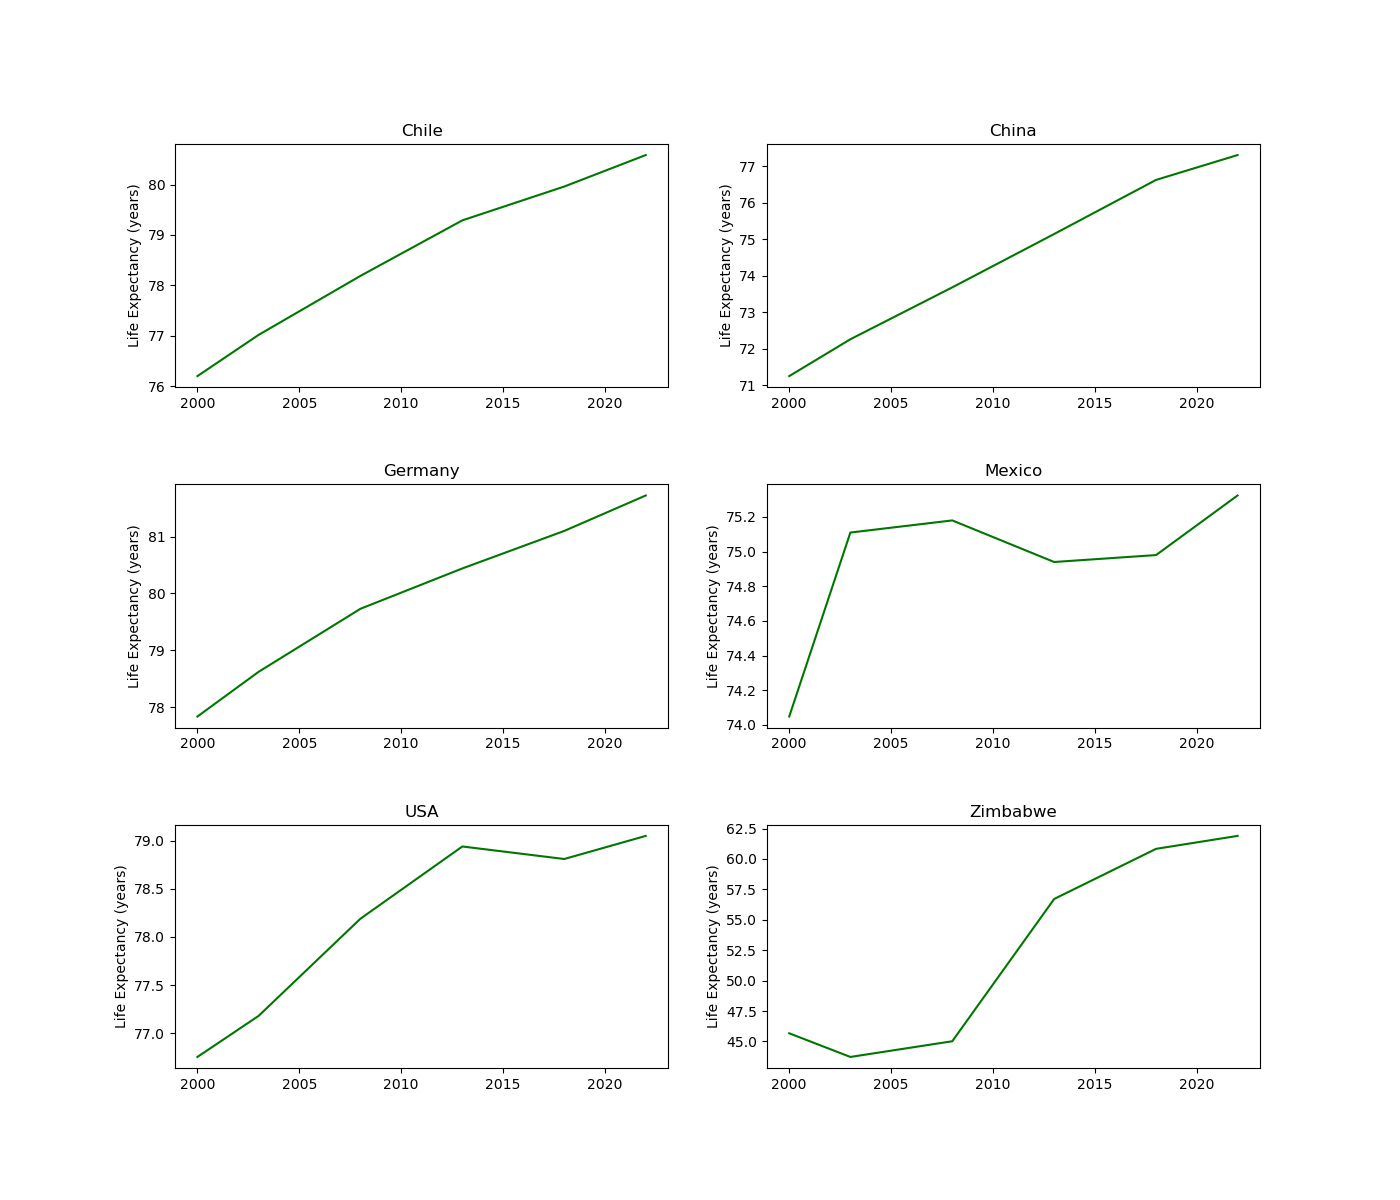 Chile
Life Expectancy (years)
80
79
78
77
76
2000 2005 2010 2015 2020
China
Life Expectancy (years)
77
76
75
74
73
72
71
2000 2005 2010 2015 2020
Germany
Life Expectancy (years)
81
80
79
78
2000 2005 2010 2015 2020
Mexico
Life Expectancy (years)
75.2
75.0
74.8
74.6
74.4
74.2
74.0
2000 2005 2010 2015 2020
USA
Life Expectancy (years)
79.0
78.5
78.0
77.5
77.0
2000 2005 2010 2015 2020
Zimbabwe
Life Expectancy (years)
62.5
60.0
57.5
55.0
52.5
50.0
47.5
45.0
2000 2005 2010 2015 2020